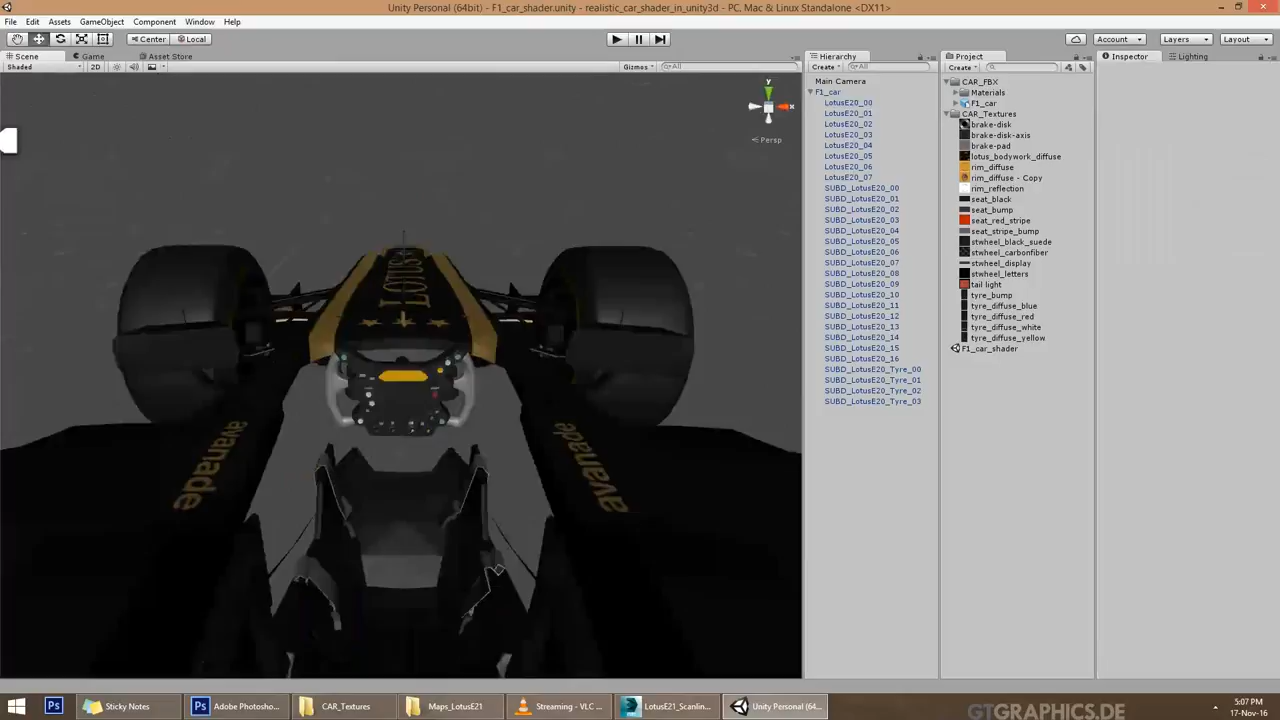 Unity Personal (64bit) - F1_car_shader.unity - realistic_car_shader_in_unity3d - PC, Mac & Linux Standalone <DX11>
File Edit Assets GameObject Component Window Help
Center Local Account Layers Layout
Scene Game Asset Store Hierarchy Project Inspector Lighting
Shaded 2D Gizmos All Create All Create
Main Camera
F1_car
LotusE20_00
LotusE20_01
LotusE20_02
LotusE20_03
LotusE20_04
LotusE20_05
LotusE20_06
LotusE20_07
SUBD_LotusE20_00
SUBD_LotusE20_01
SUBD_LotusE20_02
SUBD_LotusE20_03
SUBD_LotusE20_04
SUBD_LotusE20_05
SUBD_LotusE20_06
SUBD_LotusE20_07
SUBD_LotusE20_08
SUBD_LotusE20_09
SUBD_LotusE20_10
SUBD_LotusE20_11
SUBD_LotusE20_12
SUBD_LotusE20_13
SUBD_LotusE20_14
SUBD_LotusE20_15
SUBD_LotusE20_16
SUBD_LotusE20_Tyre_00
SUBD_LotusE20_Tyre_01
SUBD_LotusE20_Tyre_02
SUBD_LotusE20_Tyre_03
CAR_FBX
Materials
F1_car
CAR_Textures
brake-disk
brake-disk-axis
brake-pad
lotus_bodywork_diffuse
rim_diffuse
rim_diffuse - Copy
rim_reflection
seat_black
seat_bump
seat_red_stripe
seat_stripe_bump
stwheel_black_suede
stwheel_carbonfiber
stwheel_display
stwheel_letters
tail light
tyre_bump
tyre_diffuse_blue
tyre_diffuse_red
tyre_diffuse_white
tyre_diffuse_yellow
F1_car_shader
y
x
Persp
LOTUS
avanade
avanade
Sticky Notes
Adobe Photosho...
CAR_Textures
Maps_LotusE21
Streaming - VLC ...
LotusE21_Scanlin...
Unity Personal (64...
GTGRAPHICS.DE
5:07 PM
17-Nov-16